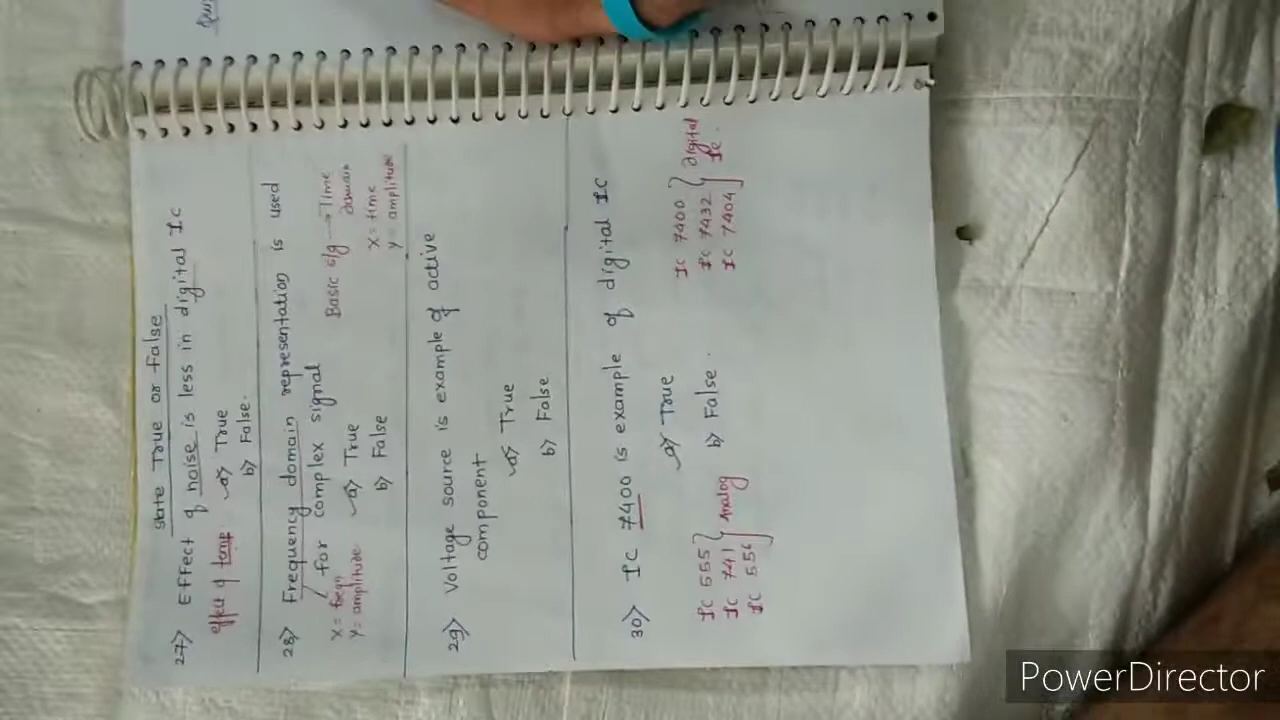 State True or False
27> Effect of noise is less in digital Ic
effect of temp
a> True
b> False.
28> Frequency domain representation is used
for complex signal
x = freqn
y = amplitude
a> True
b> False
Basic s/g → Time
domain
x = time
y = amplitude
29> Voltage source is example of active
component
a> True
b> False
30> Ic 7400 is example of digital Ic
a> True
b> False.
Ic 555
Ic 741
Ic 556
Analog
Ic 7400
Ic 7432
Ic 7404
Digital
Ic.
PowerDirector